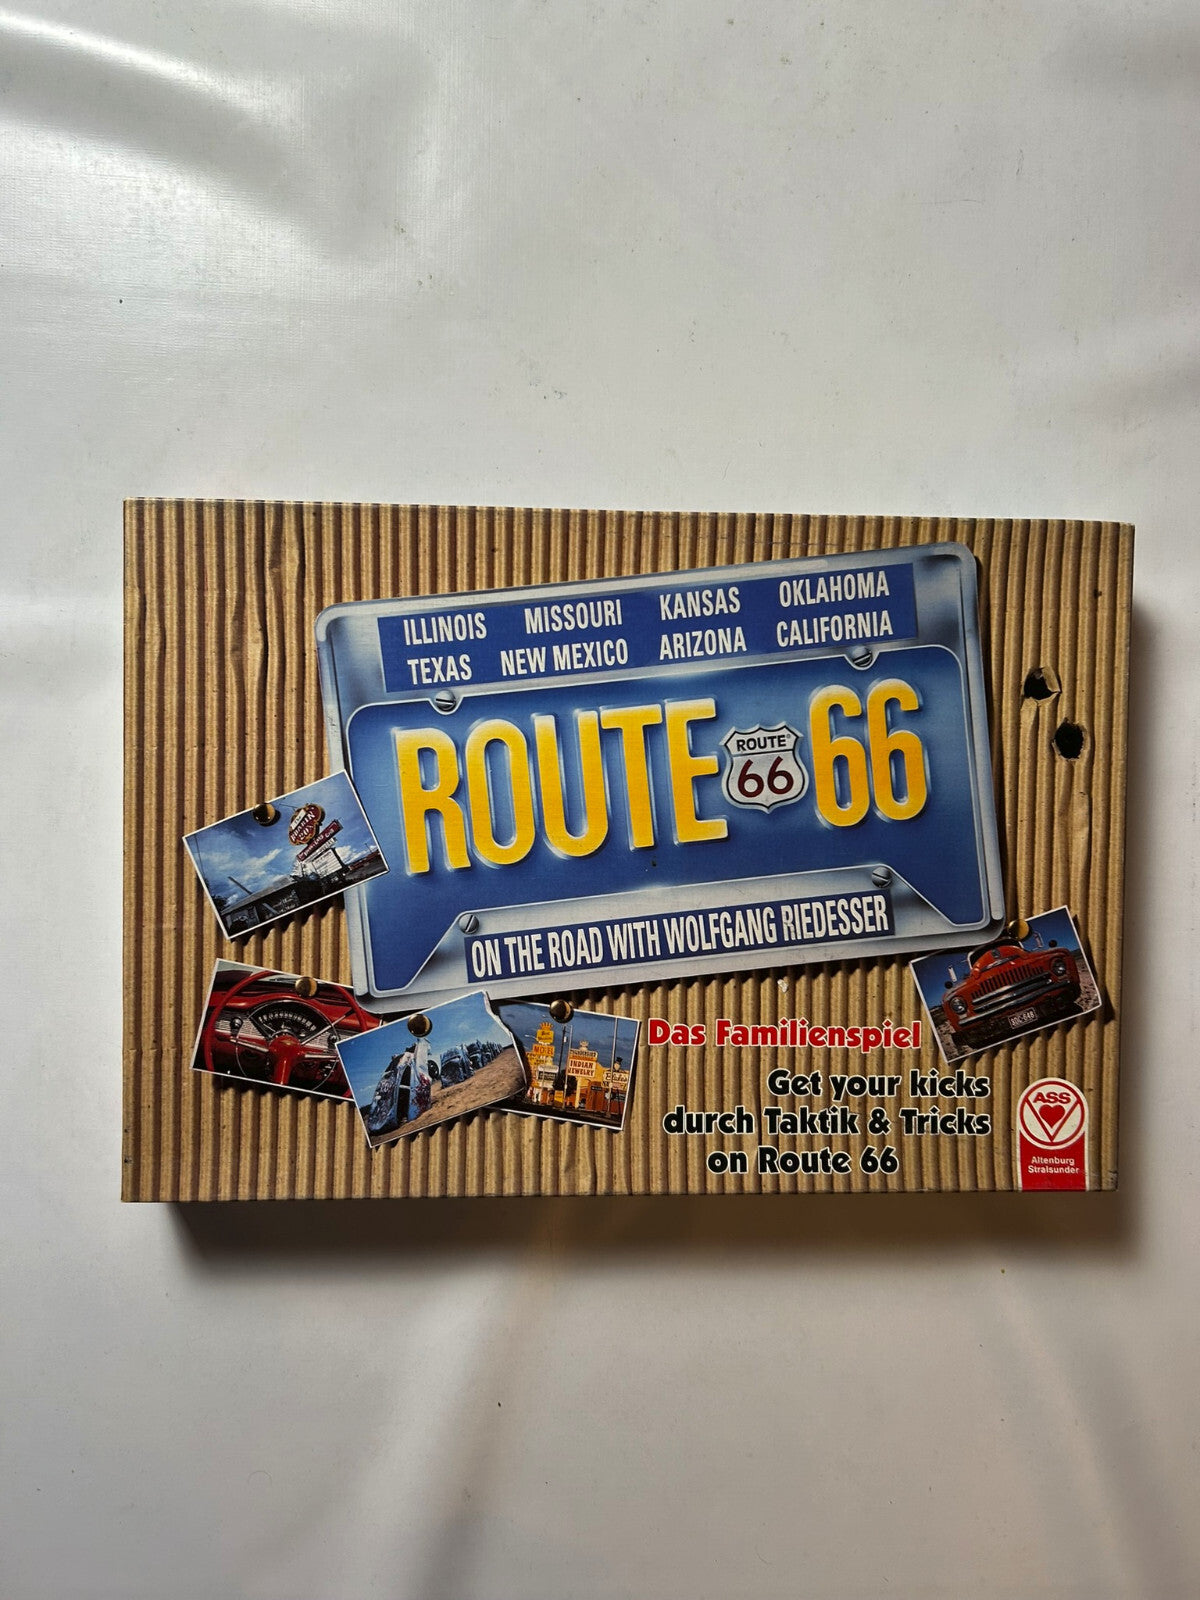 ILLINOIS MISSOURI KANSAS OKLAHOMA
TEXAS NEW MEXICO ARIZONA CALIFORNIA
ROUTE 66
ROUTE
66
ON THE ROAD WITH WOLFGANG RIEDESSER
INDIAN
JEWELRY
Das Familienspiel
Get your kicks
durch Taktik & Tricks
on Route 66
ASS
Altenburg
Stralsunder